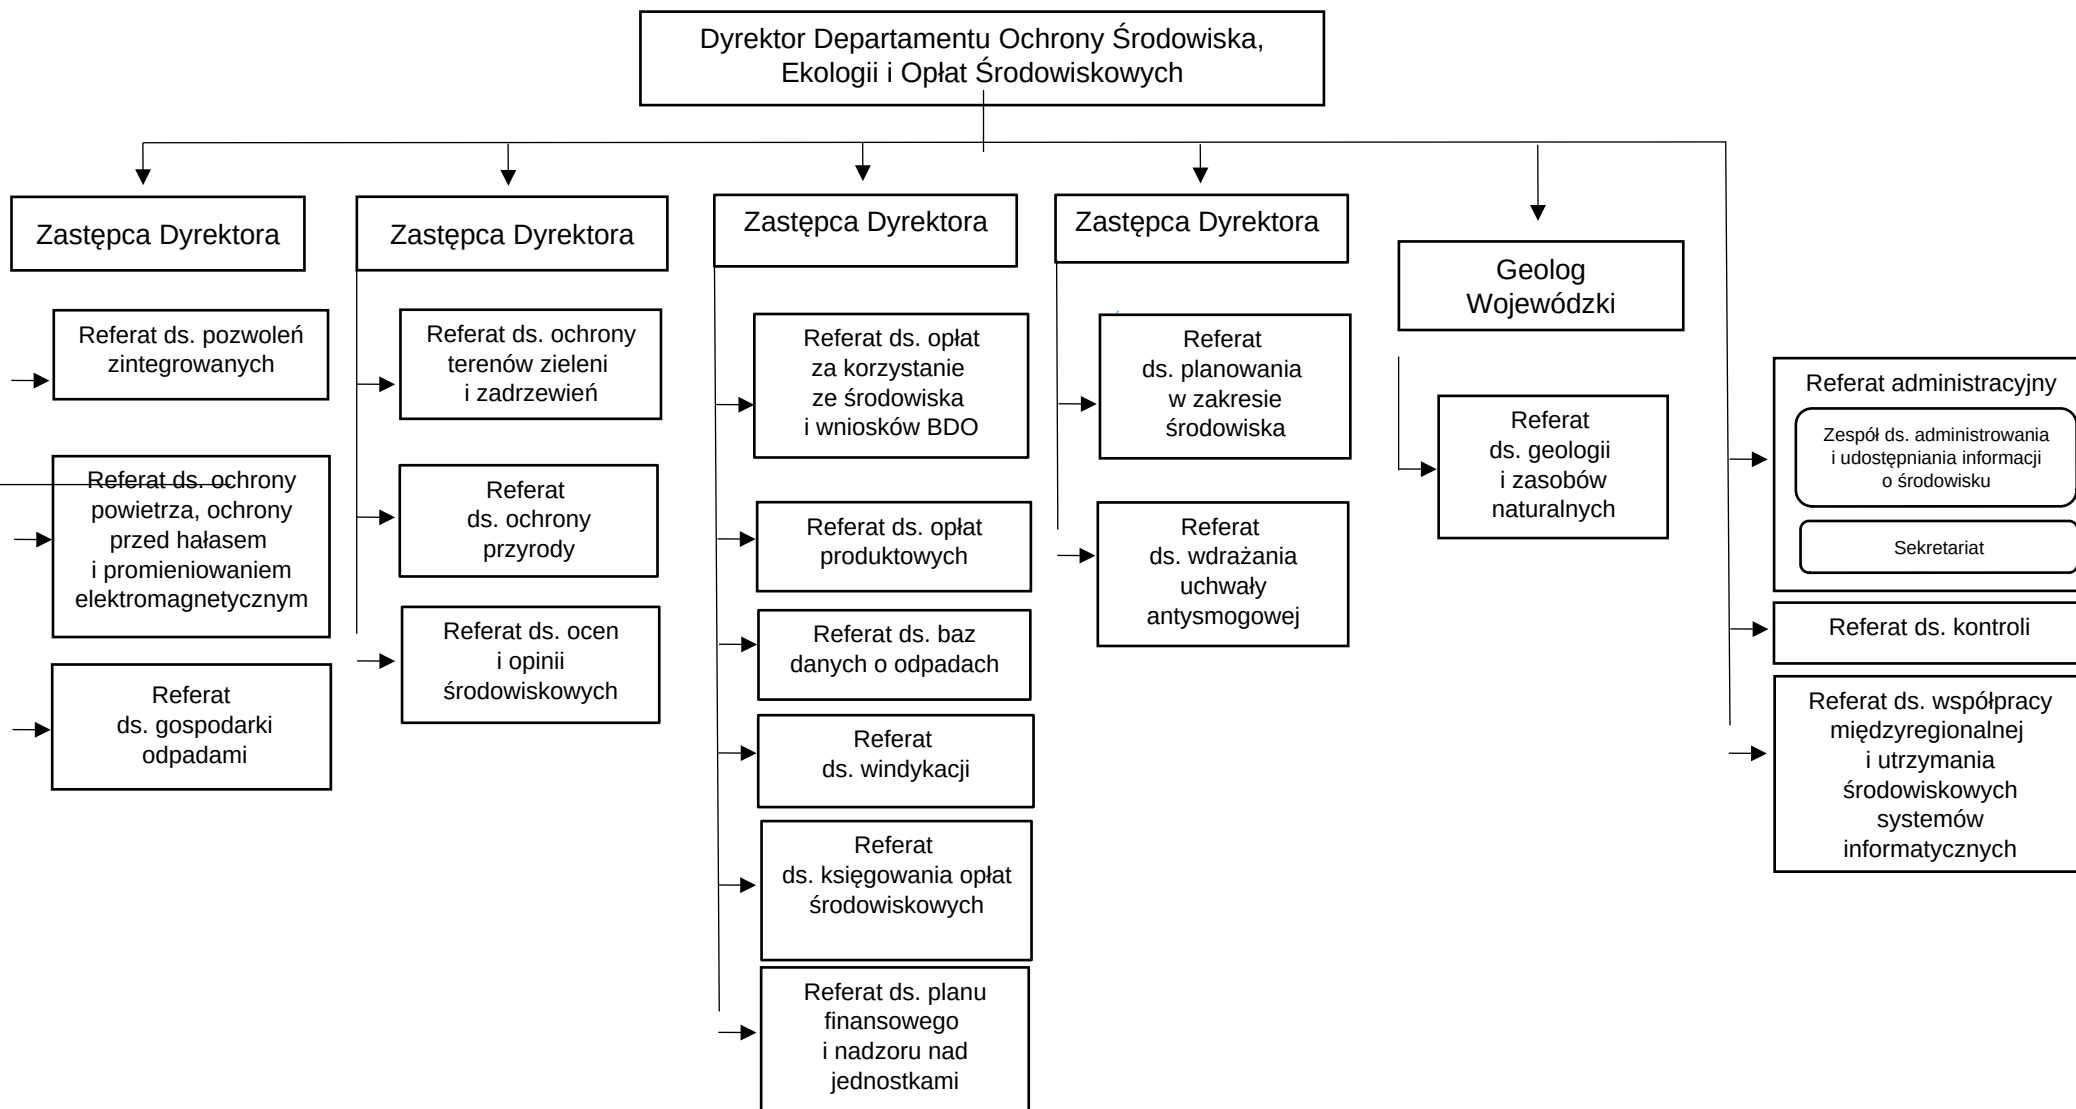 Dyrektor Departamentu Ochrony Środowiska,
Ekologii i Opłat Środowiskowych
Zastępca Dyrektora
Referat ds. pozwoleń
zintegrowanych
Referat ds. ochrony
powietrza, ochrony
przed hałasem
i promieniowaniem
elektromagnetycznym
Referat
ds. gospodarki
odpadami
Zastępca Dyrektora
Referat ds. ochrony
terenów zieleni
i zadrzewień
Referat
ds. ochrony
przyrody
Referat ds. ocen
i opinii
środowiskowych
Zastępca Dyrektora
Referat ds. opłat
za korzystanie
ze środowiska
i wniosków BDO
Referat ds. opłat
produktowych
Referat ds. baz
danych o odpadach
Referat
ds. windykacji
Referat
ds. księgowania opłat
środowiskowych
Referat ds. planu
finansowego
i nadzoru nad
jednostkami
Zastępca Dyrektora
Referat
ds. planowania
w zakresie
środowiska
Referat
ds. wdrażania
uchwały
antysmogowej
Geolog
Wojewódzki
Referat
ds. geologii
i zasobów
naturalnych
Referat administracyjny
Zespół ds. administrowania
i udostępniania informacji
o środowisku
Sekretariat
Referat ds. kontroli
Referat ds. współpracy
międzyregionalnej
i utrzymania
środowiskowych
systemów
informatycznych